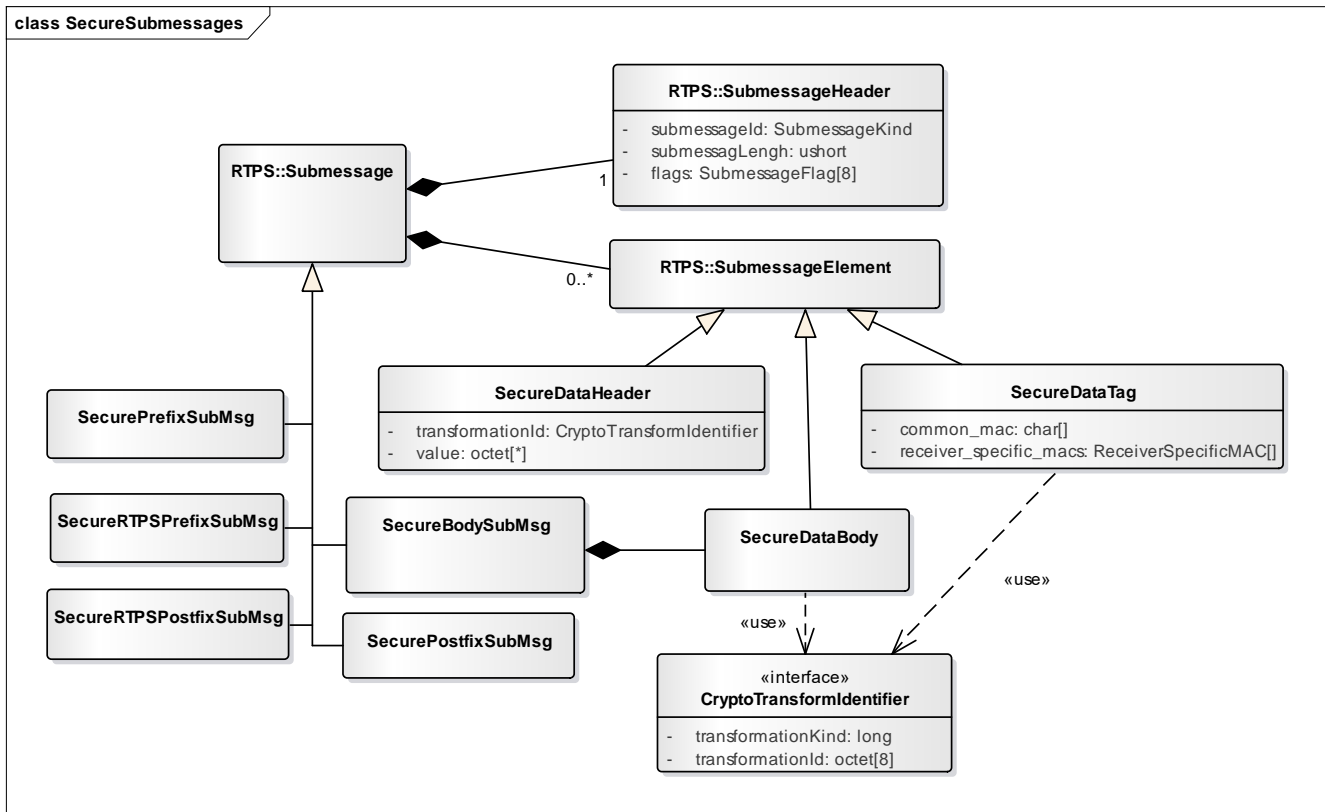 class SecureSubmessages
RTPS::SubmessageHeader
- submessageId: SubmessageKind
- submessagLengh: ushort
- flags: SubmessageFlag[8]
RTPS::Submessage
1
RTPS::SubmessageElement
0..*
SecureDataHeader
- transformationId: CryptoTransformIdentifier
- value: octet[*]
SecureDataTag
- common_mac: char[]
- receiver_specific_macs: ReceiverSpecificMAC[]
SecurePrefixSubMsg
SecureRTPSPrefixSubMsg
SecureBodySubMsg
SecureDataBody
SecureRTPSPostfixSubMsg
SecurePostfixSubMsg
«use»
«use»
«interface»
CryptoTransformIdentifier
- transformationKind: long
- transformationId: octet[8]